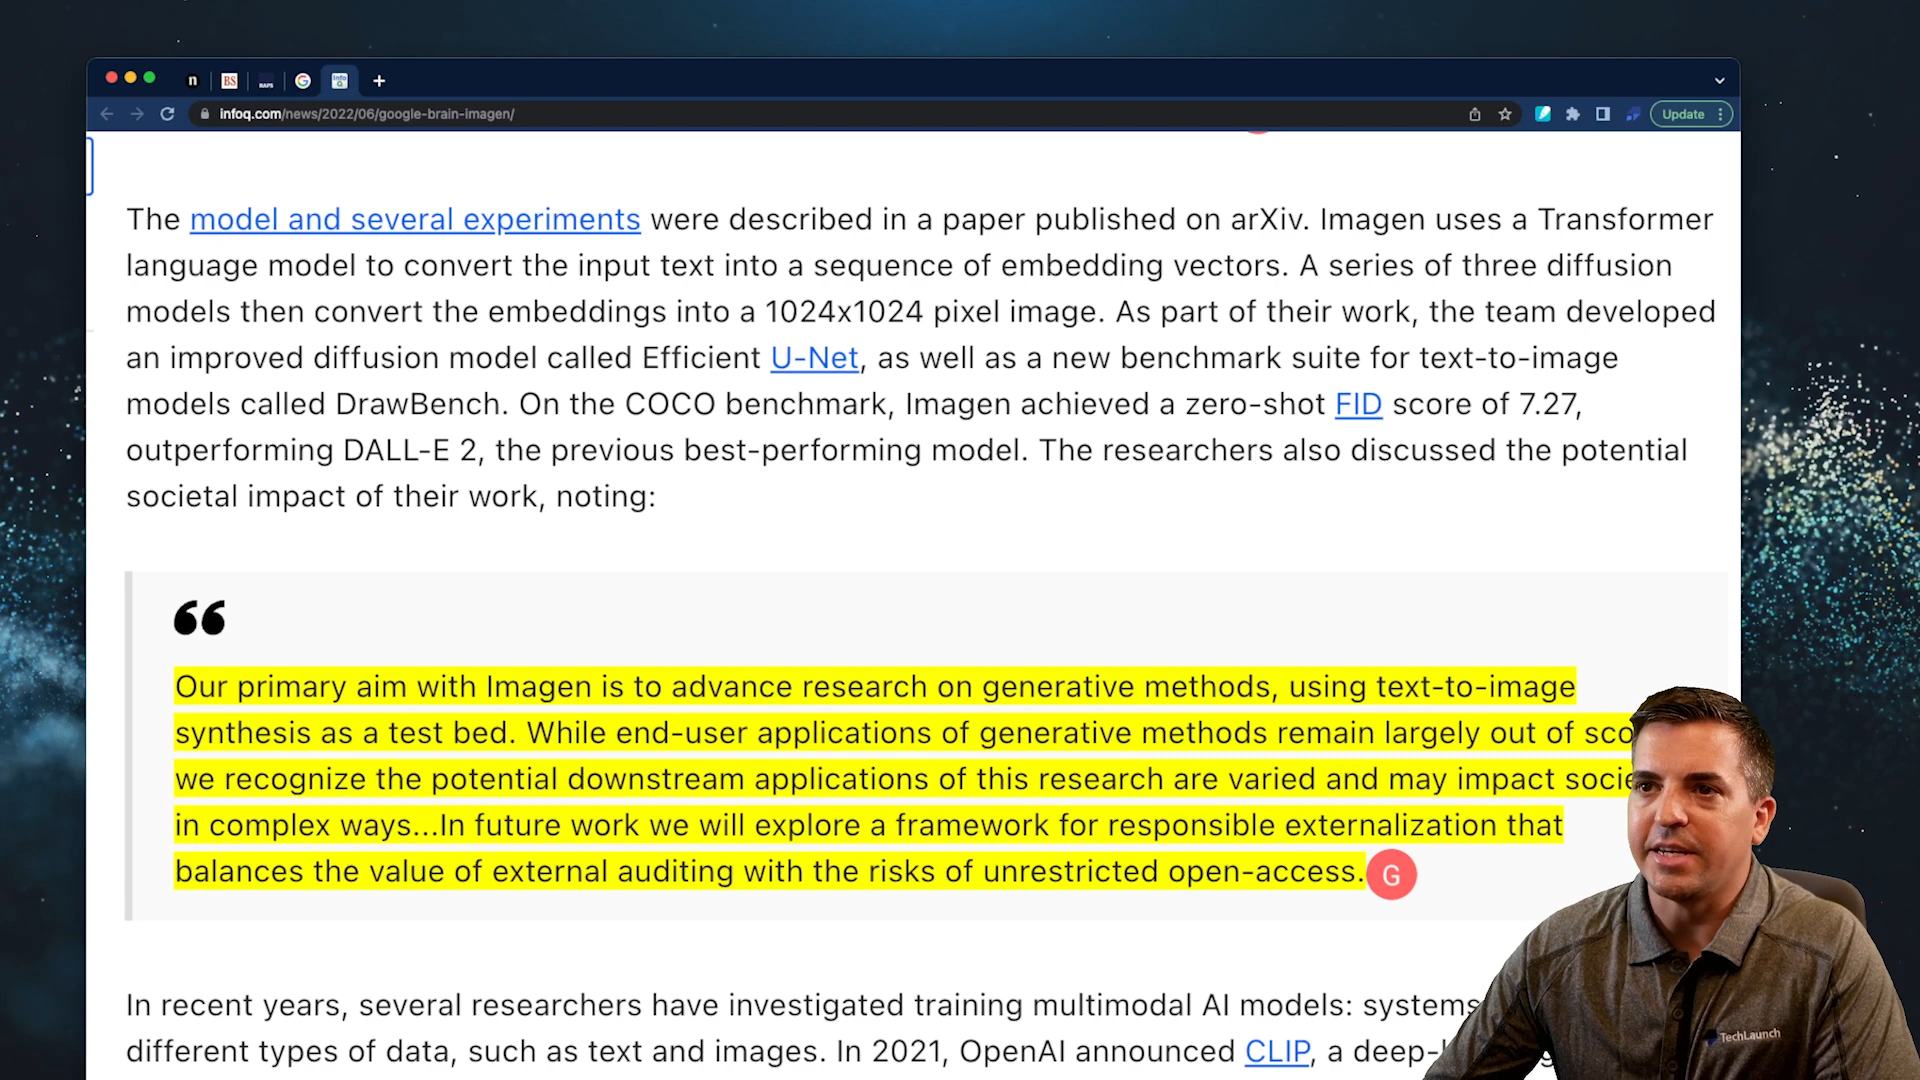 n
BS
RAPS
G
Info Q
infoq.com/news/2022/06/google-brain-imagen/
Update
The model and several experiments were described in a paper published on arXiv. Imagen uses a Transformer
language model to convert the input text into a sequence of embedding vectors. A series of three diffusion
models then convert the embeddings into a 1024x1024 pixel image. As part of their work, the team developed
an improved diffusion model called Efficient U-Net, as well as a new benchmark suite for text-to-image
models called DrawBench. On the COCO benchmark, Imagen achieved a zero-shot FID score of 7.27,
outperforming DALL-E 2, the previous best-performing model. The researchers also discussed the potential
societal impact of their work, noting:
“
Our primary aim with Imagen is to advance research on generative methods, using text-to-image
synthesis as a test bed. While end-user applications of generative methods remain largely out of sco
we recognize the potential downstream applications of this research are varied and may impact socie
in complex ways...In future work we will explore a framework for responsible externalization that
balances the value of external auditing with the risks of unrestricted open-access.
G
In recent years, several researchers have investigated training multimodal AI models: systems
different types of data, such as text and images. In 2021, OpenAI announced CLIP, a deep-
TechLaunch